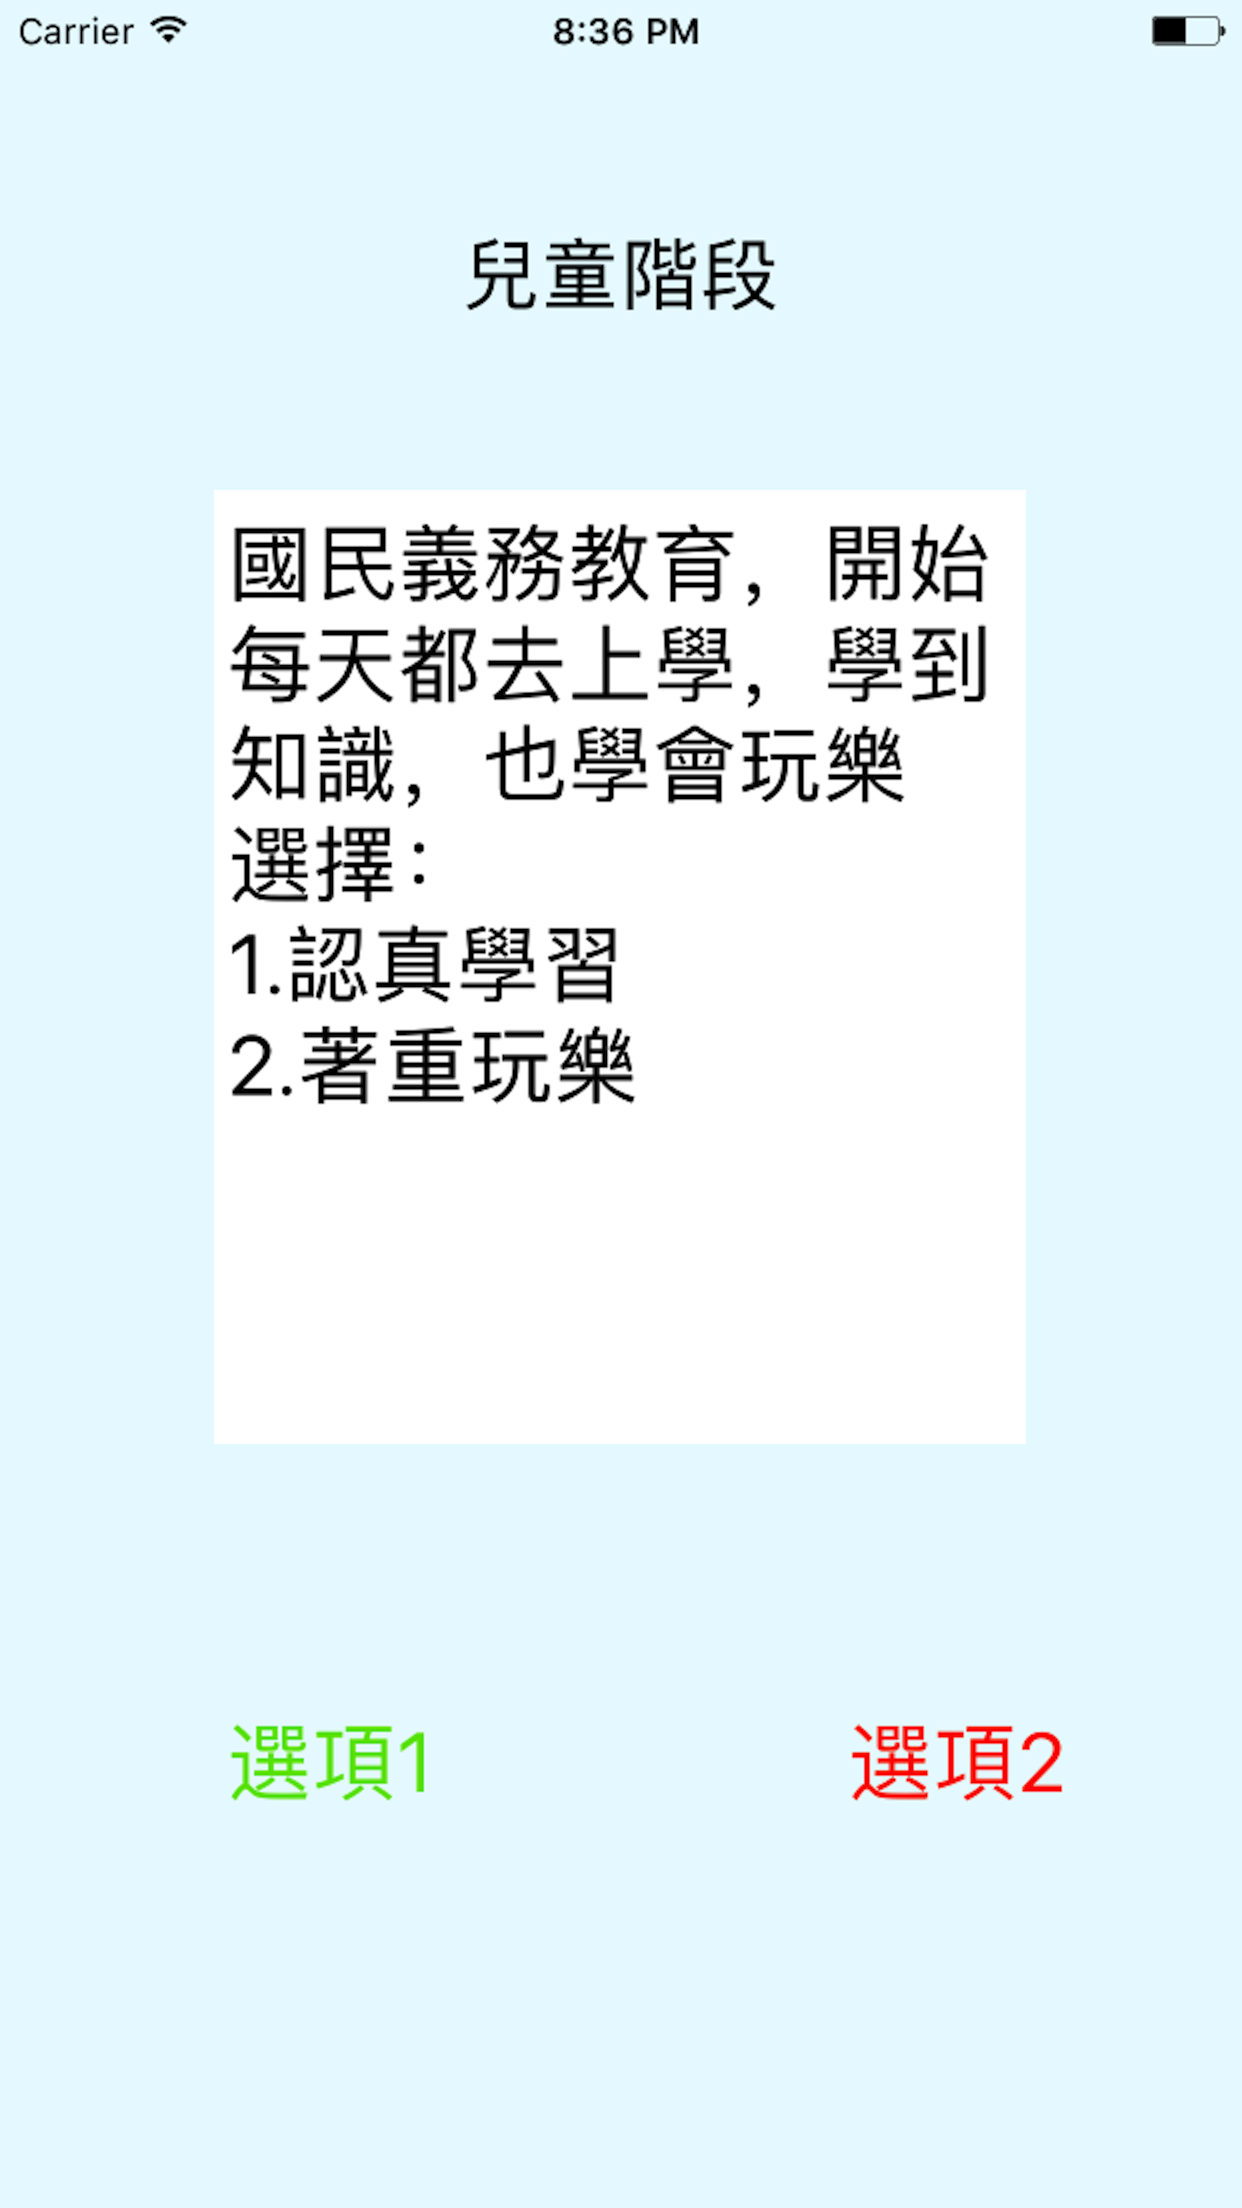 Carrier 8:36 PM
兒童階段
國民義務教育，開始
每天都去上學，學到
知識，也學會玩樂
選擇：
1.認真學習
2.著重玩樂
選項1 選項2